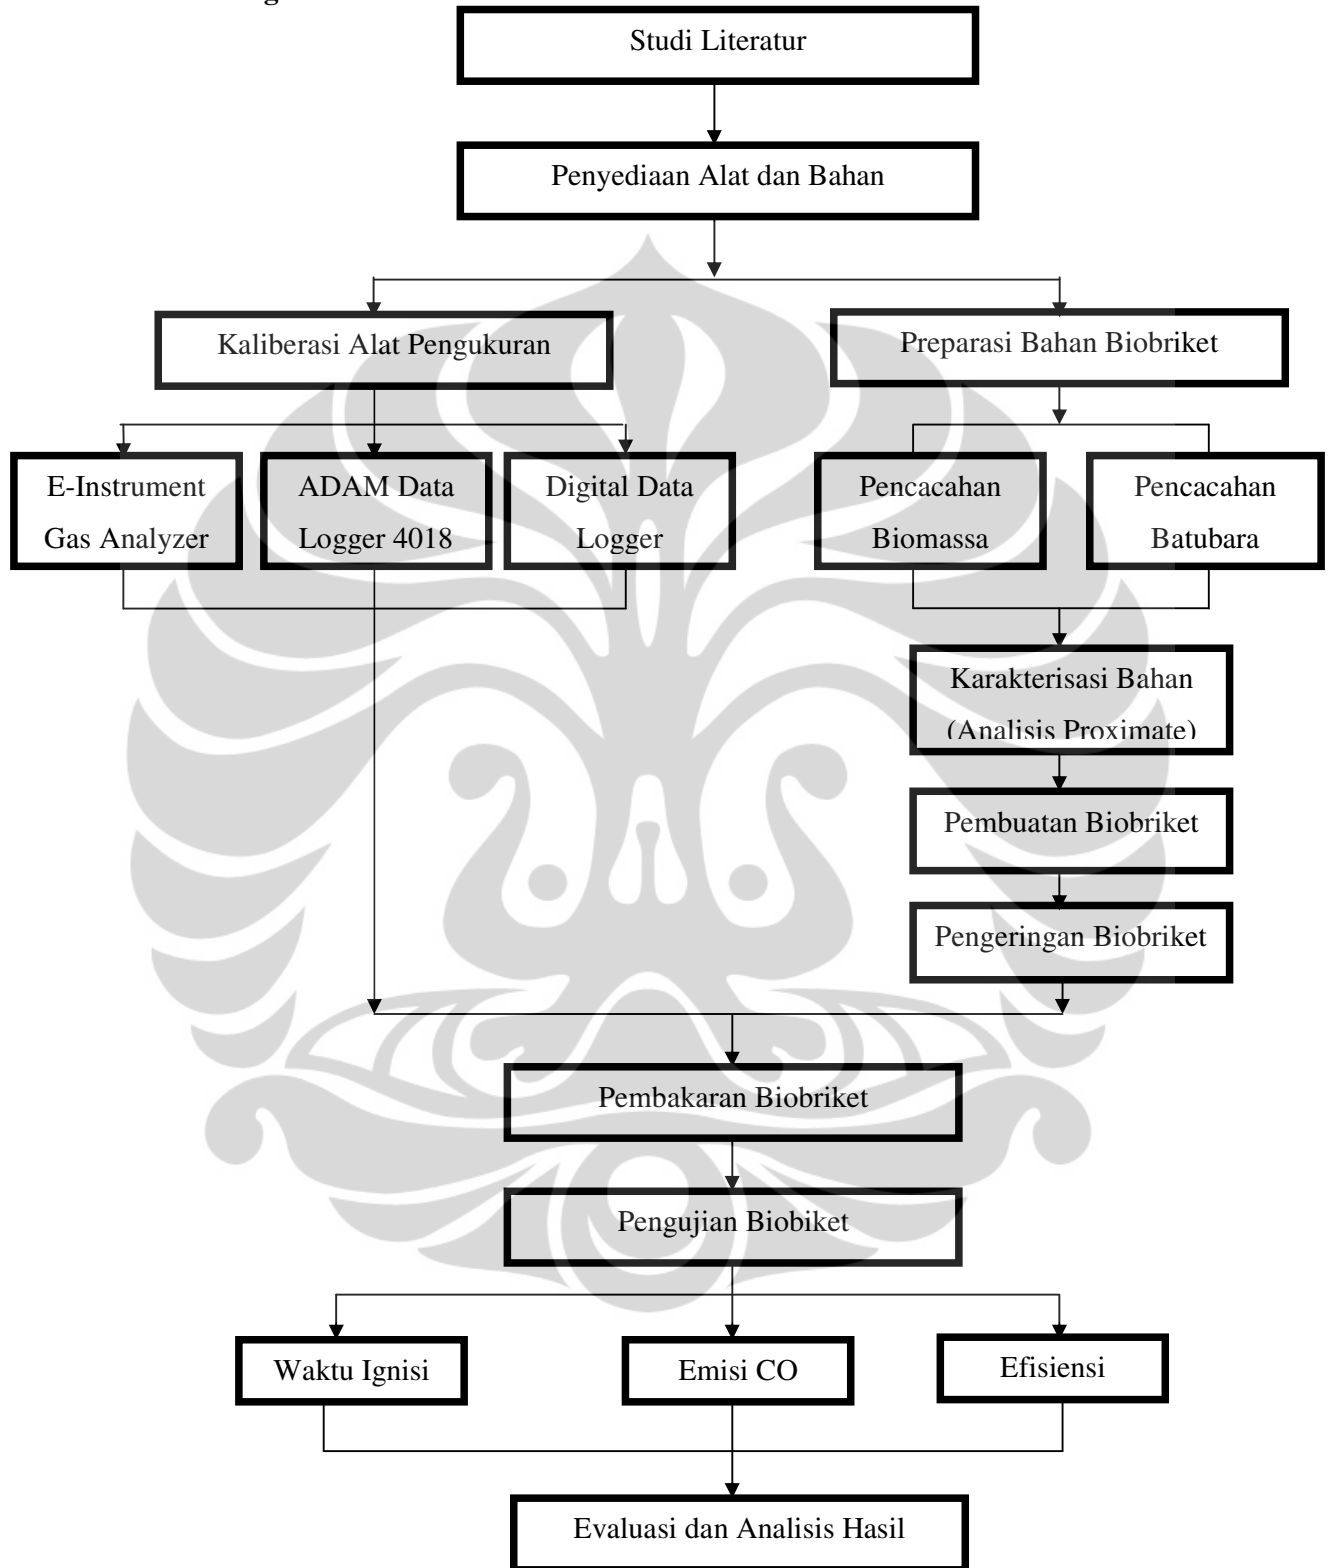 Studi Literatur
Penyediaan Alat dan Bahan
Kaliberasi Alat Pengukuran
Preparasi Bahan Biobriket
E-Instrument
Gas Analyzer
ADAM Data
Logger 4018
Digital Data
Logger
Pencacahan
Biomassa
Pencacahan
Batubara
Karakterisasi Bahan
(Analisis Proximate)
Pembuatan Biobriket
Pengeringan Biobriket
Pembakaran Biobriket
Pengujian Biobiket
Waktu Ignisi
Emisi CO
Efisiensi
Evaluasi dan Analisis Hasil